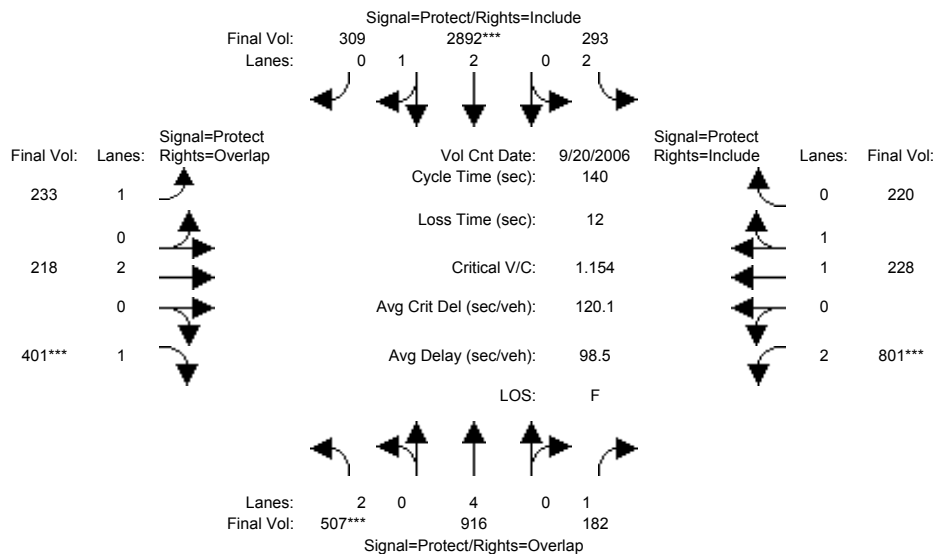 Signal=Protect/Rights=Include
Final Vol: 309 2892*** 293
Lanes: 0 1 2 0 2
Signal=Protect
Final Vol: Lanes: Rights=Overlap
Vol Cnt Date: 9/20/2006
Signal=Protect
Rights=Include Lanes: Final Vol:
Cycle Time (sec): 140
233 1
0 220
Loss Time (sec): 12
0
1
218 2
Critical V/C: 1.154
1 228
0
Avg Crit Del (sec/veh): 120.1
0
401*** 1
Avg Delay (sec/veh): 98.5
2 801***
LOS: F
Lanes: 2 0 4 0 1
Final Vol: 507*** 916 182
Signal=Protect/Rights=Overlap